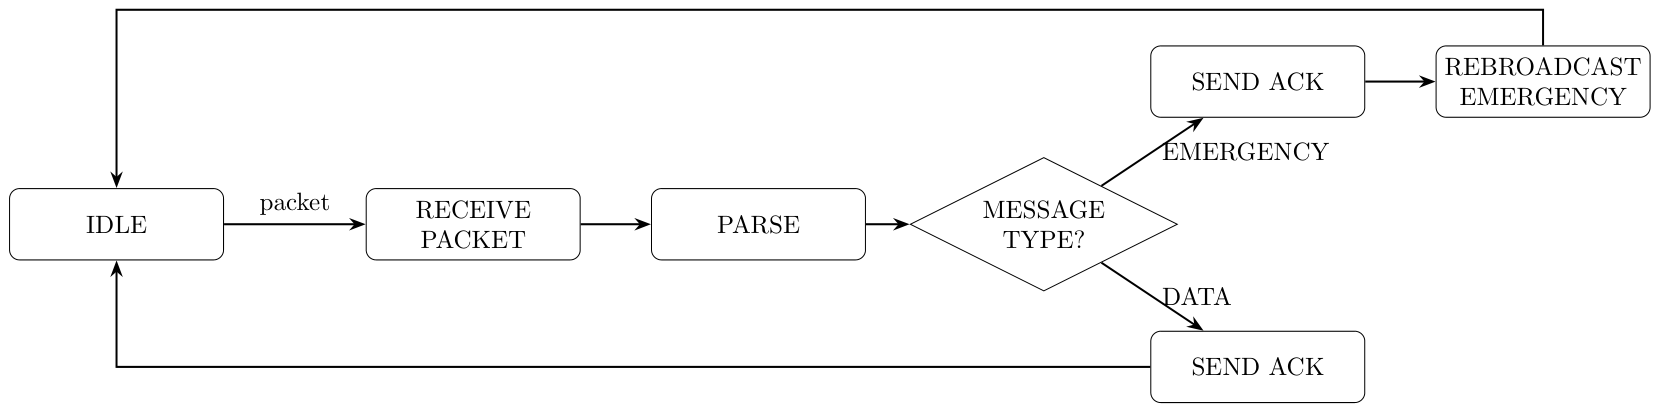 SEND ACK
REBROADCAST
EMERGENCY
EMERGENCY
packet
IDLE
RECEIVE
PACKET
PARSE
MESSAGE
TYPE?
DATA
SEND ACK